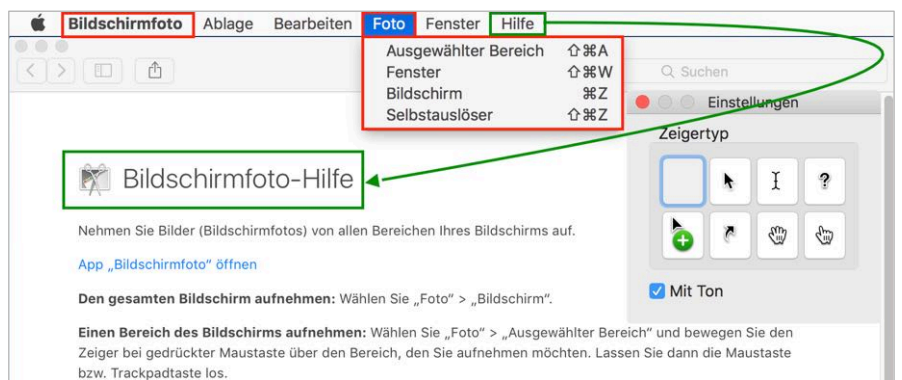 Bildschirmfoto Ablage Bearbeiten Foto Fenster Hilfe
Ausgewählter Bereich ⇧⌘A
Fenster ⇧⌘W
Bildschirm ⌘Z
Selbstauslöser ⇧⌘Z
Suchen
Einstellungen
Zeigertyp
?
Mit Ton
Bildschirmfoto-Hilfe
Nehmen Sie Bilder (Bildschirmfotos) von allen Bereichen Ihres Bildschirms auf.
App „Bildschirmfoto“ öffnen
Den gesamten Bildschirm aufnehmen: Wählen Sie „Foto“ > „Bildschirm“.
Einen Bereich des Bildschirms aufnehmen: Wählen Sie „Foto“ > „Ausgewählter Bereich“ und bewegen Sie den
Zeiger bei gedrückter Maustaste über den Bereich, den Sie aufnehmen möchten. Lassen Sie dann die Maustaste
bzw. Trackpadtaste los.